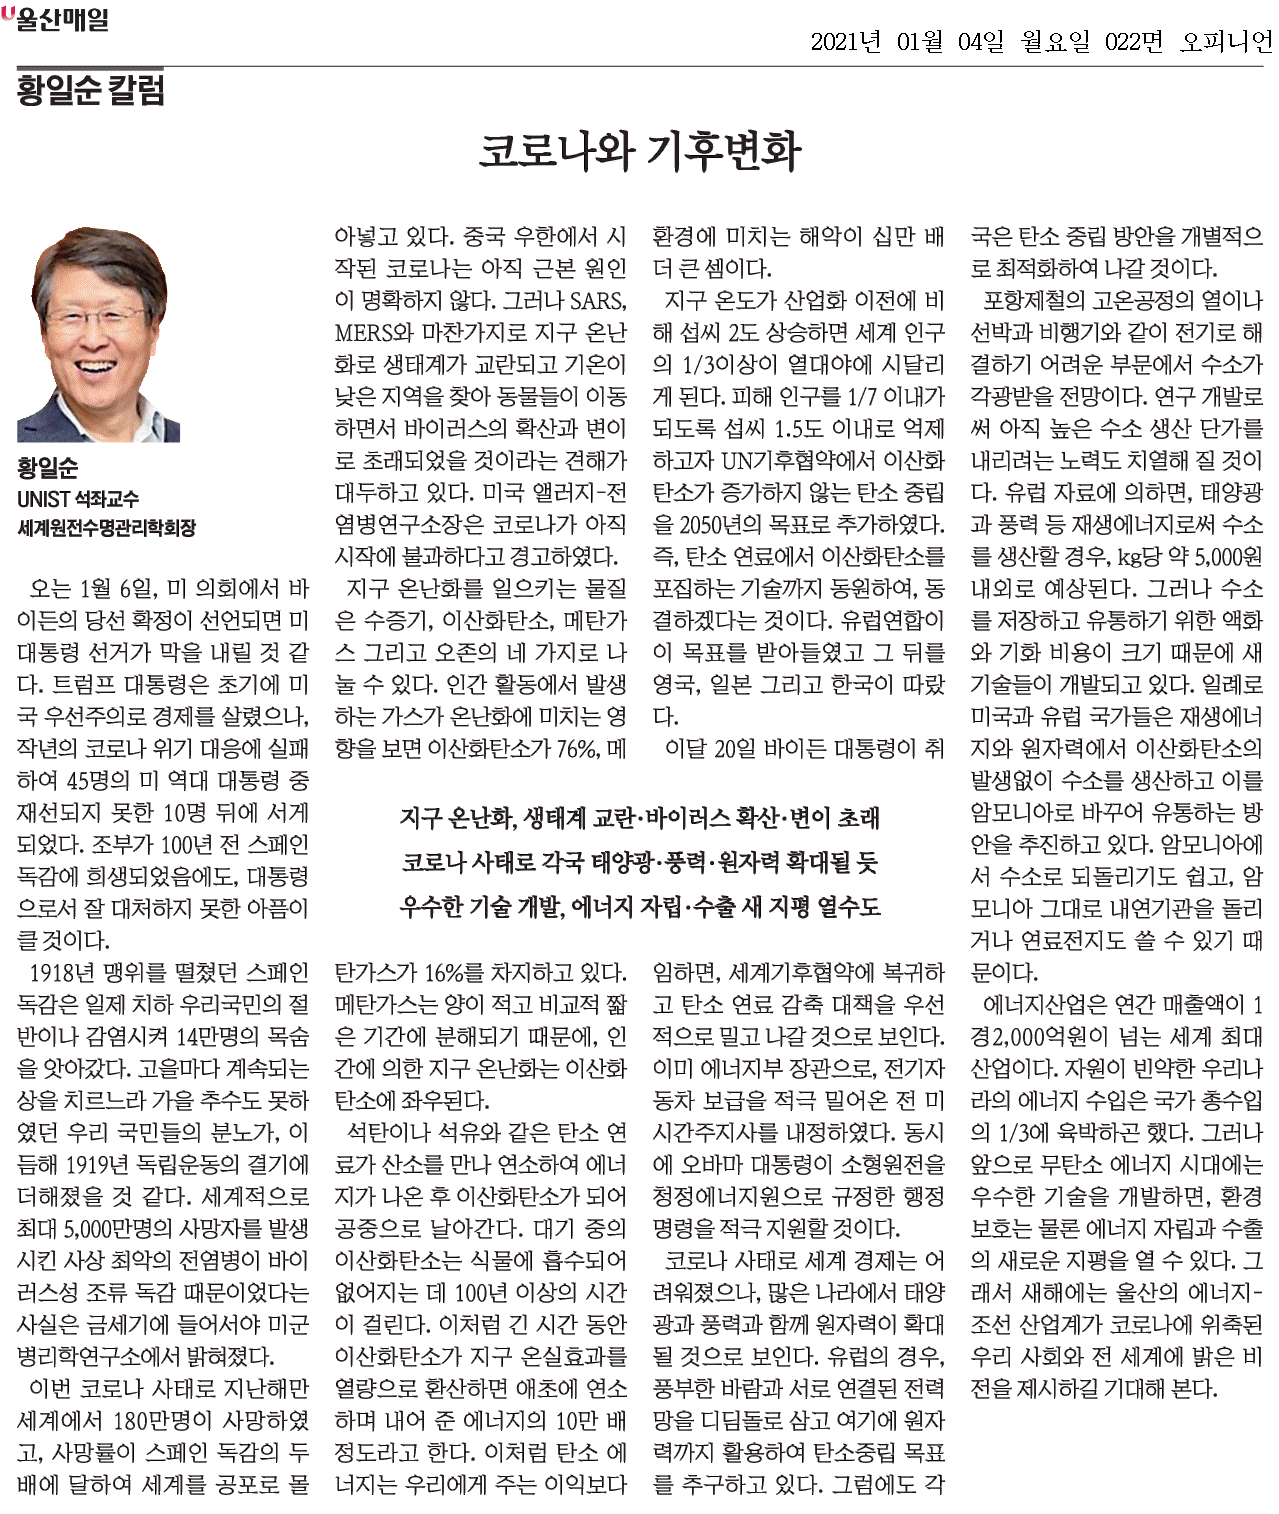 울산매일
2021년 01월 04일 월요일 022면 오피니언
황일순 칼럼
코로나와 기후변화
황일순
UNIST 석좌교수
세계원전수명관리학회장
오는 1월 6일, 미 의회에서 바
이든의 당선 확정이 선언되면 미
대통령 선거가 막을 내릴 것 같
다. 트럼프 대통령은 초기에 미
국 우선주의로 경제를 살렸으나,
작년의 코로나 위기 대응에 실패
하여 45명의 미 역대 대통령 중
재선되지 못한 10명 뒤에 서게
되었다. 조부가 100년 전 스페인
독감에 희생되었음에도, 대통령
으로서 잘 대처하지 못한 아픔이
클 것이다.
1918년 맹위를 떨쳤던 스페인
독감은 일제 치하 우리국민의 절
반이나 감염시켜 14만명의 목숨
을 앗아갔다. 고을마다 계속되는
상을 치르느라 가을 추수도 못하
였던 우리 국민들의 분노가, 이
듬해 1919년 독립운동의 결기에
더해졌을 것 같다. 세계적으로
최대 5,000만명의 사망자를 발생
시킨 사상 최악의 전염병이 바이
러스성 조류 독감 때문이었다는
사실은 금세기에 들어서야 미군
병리학연구소에서 밝혀졌다.
이번 코로나 사태로 지난해만
세계에서 180만명이 사망하였
고, 사망률이 스페인 독감의 두
배에 달하여 세계를 공포로 몰
아넣고 있다. 중국 우한에서 시
작된 코로나는 아직 근본 원인
이 명확하지 않다. 그러나 SARS,
MERS와 마찬가지로 지구 온난
화로 생태계가 교란되고 기온이
낮은 지역을 찾아 동물들이 이동
하면서 바이러스의 확산과 변이
로 초래되었을 것이라는 견해가
대두하고 있다. 미국 앨러지-전
염병연구소장은 코로나가 아직
시작에 불과하다고 경고하였다.
지구 온난화를 일으키는 물질
은 수증기, 이산화탄소, 메탄가
스 그리고 오존의 네 가지로 나
눌 수 있다. 인간 활동에서 발생
하는 가스가 온난화에 미치는 영
향을 보면 이산화탄소가 76%, 메
지구 온난화, 생태계 교란·바이러스 확산·변이 초래
코로나 사태로 각국 태양광·풍력·원자력 확대될 듯
우수한 기술 개발, 에너지 자립·수출 새 지평 열수도
탄가스가 16%를 차지하고 있다.
메탄가스는 양이 적고 비교적 짧
은 기간에 분해되기 때문에, 인
간에 의한 지구 온난화는 이산화
탄소에 좌우된다.
석탄이나 석유와 같은 탄소 연
료가 산소를 만나 연소하여 에너
지가 나온 후 이산화탄소가 되어
공중으로 날아간다. 대기 중의
이산화탄소는 식물에 흡수되어
없어지는 데 100년 이상의 시간
이 걸린다. 이처럼 긴 시간 동안
이산화탄소가 지구 온실효과를
열량으로 환산하면 애초에 연소
하며 내어 준 에너지의 10만 배
정도라고 한다. 이처럼 탄소 에
너지는 우리에게 주는 이익보다
환경에 미치는 해악이 십만 배
더 큰 셈이다.
지구 온도가 산업화 이전에 비
해 섭씨 2도 상승하면 세계 인구
의 1/3이상이 열대야에 시달리
게 된다. 피해 인구를 1/7 이내가
되도록 섭씨 1.5도 이내로 억제
하고자 UN기후협약에서 이산화
탄소가 증가하지 않는 탄소 중립
을 2050년의 목표로 추가하였다.
즉, 탄소 연료에서 이산화탄소를
포집하는 기술까지 동원하여, 동
결하겠다는 것이다. 유럽연합이
이 목표를 받아들였고 그 뒤를
영국, 일본 그리고 한국이 따랐
다.
이달 20일 바이든 대통령이 취
임하면, 세계기후협약에 복귀하
고 탄소 연료 감축 대책을 우선
적으로 밀고 나갈 것으로 보인다.
이미 에너지부 장관으로, 전기자
동차 보급을 적극 밀어온 전 미
시간주지사를 내정하였다. 동시
에 오바마 대통령이 소형원전을
청정에너지원으로 규정한 행정
명령을 적극 지원할 것이다.
코로나 사태로 세계 경제는 어
려워졌으나, 많은 나라에서 태양
광과 풍력과 함께 원자력이 확대
될 것으로 보인다. 유럽의 경우,
풍부한 바람과 서로 연결된 전력
망을 디딤돌로 삼고 여기에 원자
력까지 활용하여 탄소중립 목표
를 추구하고 있다. 그럼에도 각
국은 탄소 중립 방안을 개별적으
로 최적화하여 나갈 것이다.
포항제철의 고온공정의 열이나
선박과 비행기와 같이 전기로 해
결하기 어려운 부문에서 수소가
각광받을 전망이다. 연구 개발로
써 아직 높은 수소 생산 단가를
내리려는 노력도 치열해 질 것이
다. 유럽 자료에 의하면, 태양광
과 풍력 등 재생에너지로써 수소
를 생산할 경우, kg당 약 5,000원
내외로 예상된다. 그러나 수소
를 저장하고 유통하기 위한 액화
와 기화 비용이 크기 때문에 새
기술들이 개발되고 있다. 일례로
미국과 유럽 국가들은 재생에너
지와 원자력에서 이산화탄소의
발생없이 수소를 생산하고 이를
암모니아로 바꾸어 유통하는 방
안을 추진하고 있다. 암모니아에
서 수소로 되돌리기도 쉽고, 암
모니아 그대로 내연기관을 돌리
거나 연료전지도 쓸 수 있기 때
문이다.
에너지산업은 연간 매출액이 1
경2,000억원이 넘는 세계 최대
산업이다. 자원이 빈약한 우리나
라의 에너지 수입은 국가 총수입
의 1/3에 육박하곤 했다. 그러나
앞으로 무탄소 에너지 시대에는
우수한 기술을 개발하면, 환경
보호는 물론 에너지 자립과 수출
의 새로운 지평을 열 수 있다. 그
래서 새해에는 울산의 에너지-
조선 산업계가 코로나에 위축된
우리 사회와 전 세계에 밝은 비
전을 제시하길 기대해 본다.